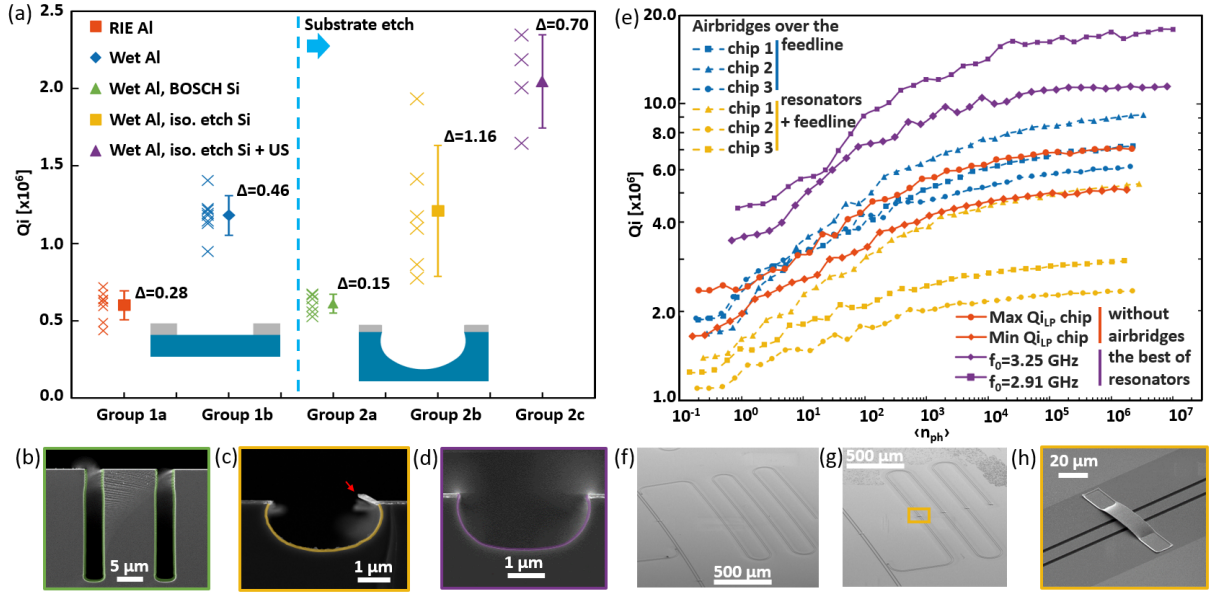 (a)
Qi [x10⁶]
2.5
2.0
1.5
1.0
0.5
0.0
RIE Al
Wet Al
Wet Al, BOSCH Si
Wet Al, iso. etch Si
Wet Al, iso. etch Si + US
Substrate etch
Δ=0.28
Δ=0.46
Δ=0.15
Δ=1.16
Δ=0.70
Group 1a
Group 1b
Group 2a
Group 2b
Group 2c
(e)
Qi [x10⁶]
20.0
10.0
8.0
6.0
4.0
2.0
1.0
Airbridges over the
chip 1
feedline
chip 2
chip 3
chip 1
resonators
chip 2
+ feedline
chip 3
Max Qi_LP chip
without
Min Qi_LP chip
airbridges
f₀=3.25 GHz
the best of
f₀=2.91 GHz
resonators
10⁻¹
10⁰
10¹
10²
10³
10⁴
10⁵
10⁶
10⁷
‹n_ph›
(b)
5 μm
(c)
1 μm
(d)
1 μm
(f)
500 μm
(g)
500 μm
(h)
20 μm